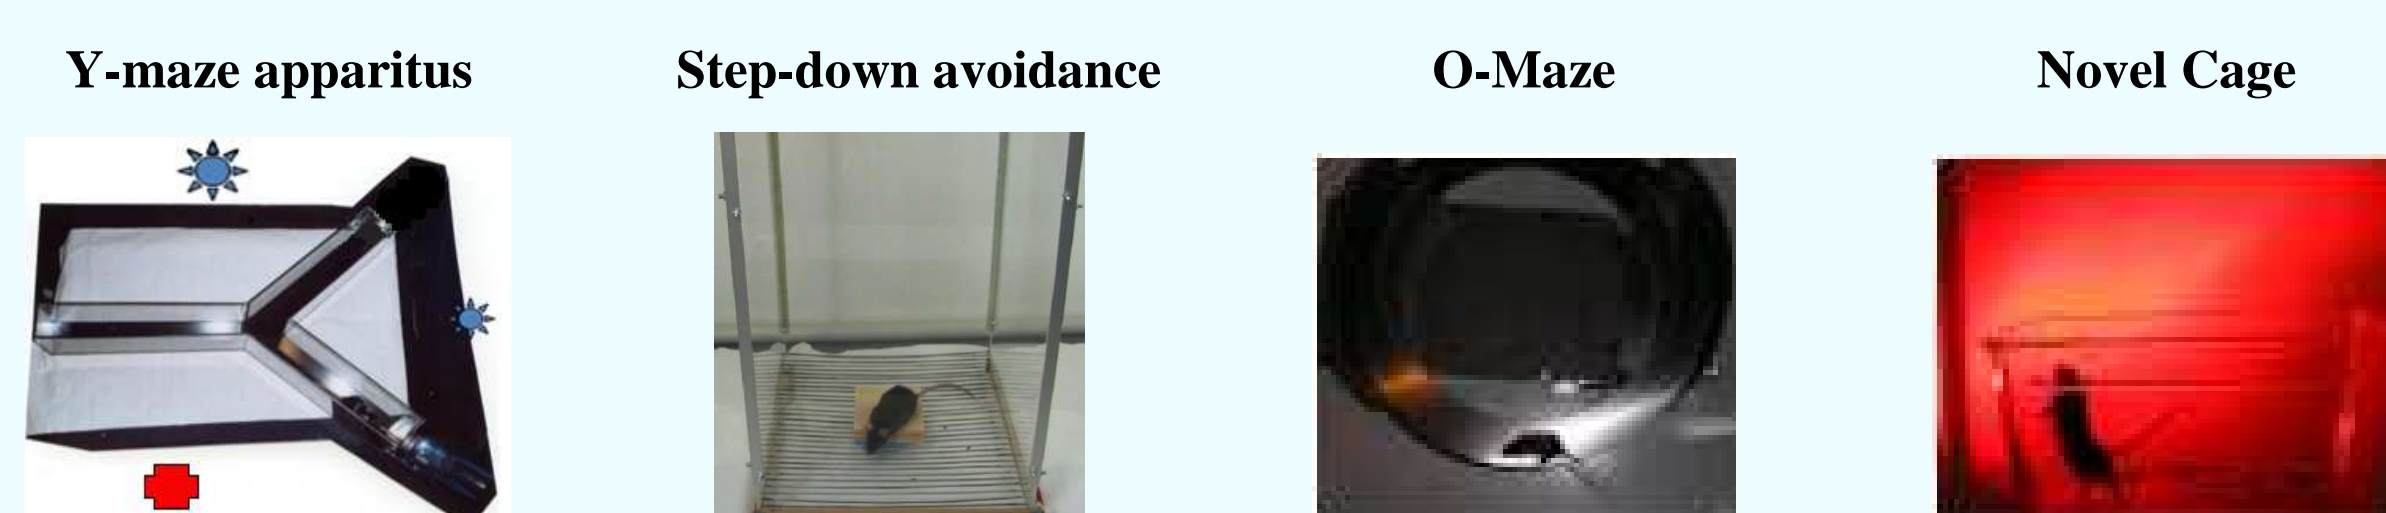 Y-maze apparitus
Step-down avoidance
O-Maze
Novel Cage